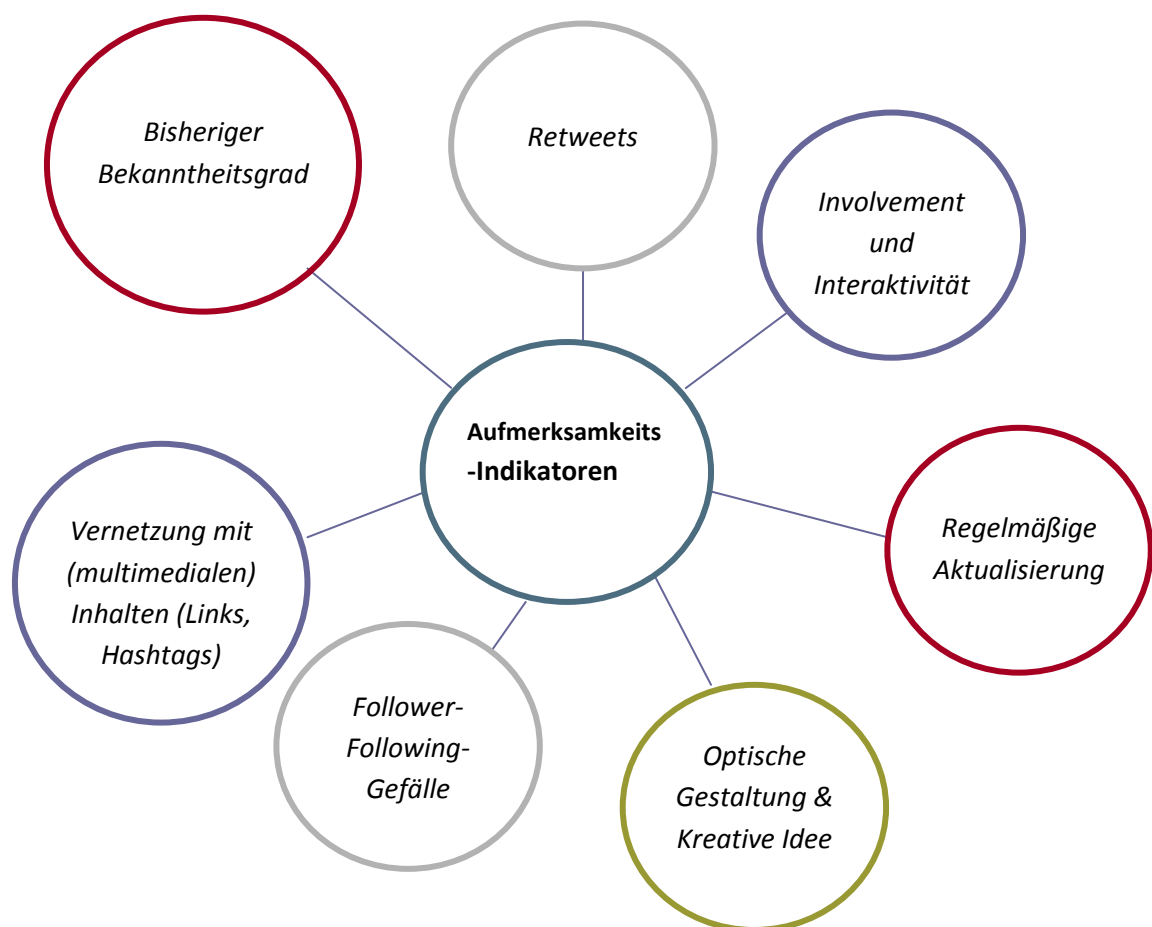 Bisheriger
Bekanntheitsgrad
Retweets
Involvement
und
Interaktivität
Aufmerksamkeits
-Indikatoren
Vernetzung mit
(multimedialen)
Inhalten (Links,
Hashtags)
Regelmäßige
Aktualisierung
Follower-
Following-
Gefälle
Optische
Gestaltung &
Kreative Idee